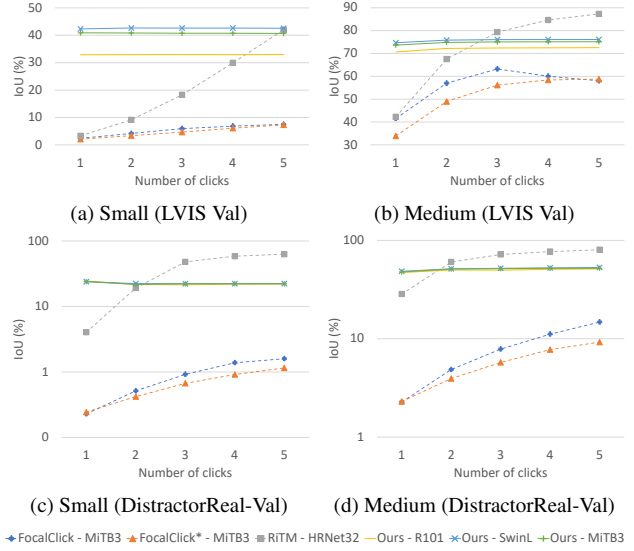 50
40
30
20
10
0
IoU (%)
1 2 3 4 5
Number of clicks
(a) Small (LVIS Val)
90
80
70
60
50
40
30
IoU (%)
1 2 3 4 5
Number of clicks
(b) Medium (LVIS Val)
100
10
1
0
IoU (%)
1 2 3 4 5
Number of clicks
(c) Small (DistractorReal-Val)
100
10
1
IoU (%)
1 2 3 4 5
Number of clicks
(d) Medium (DistractorReal-Val)
FocalClick - MiTB3 FocalClick* - MiTB3 RiTM - HRNet32 Ours - R101 Ours - SwinL Ours - MiTB3